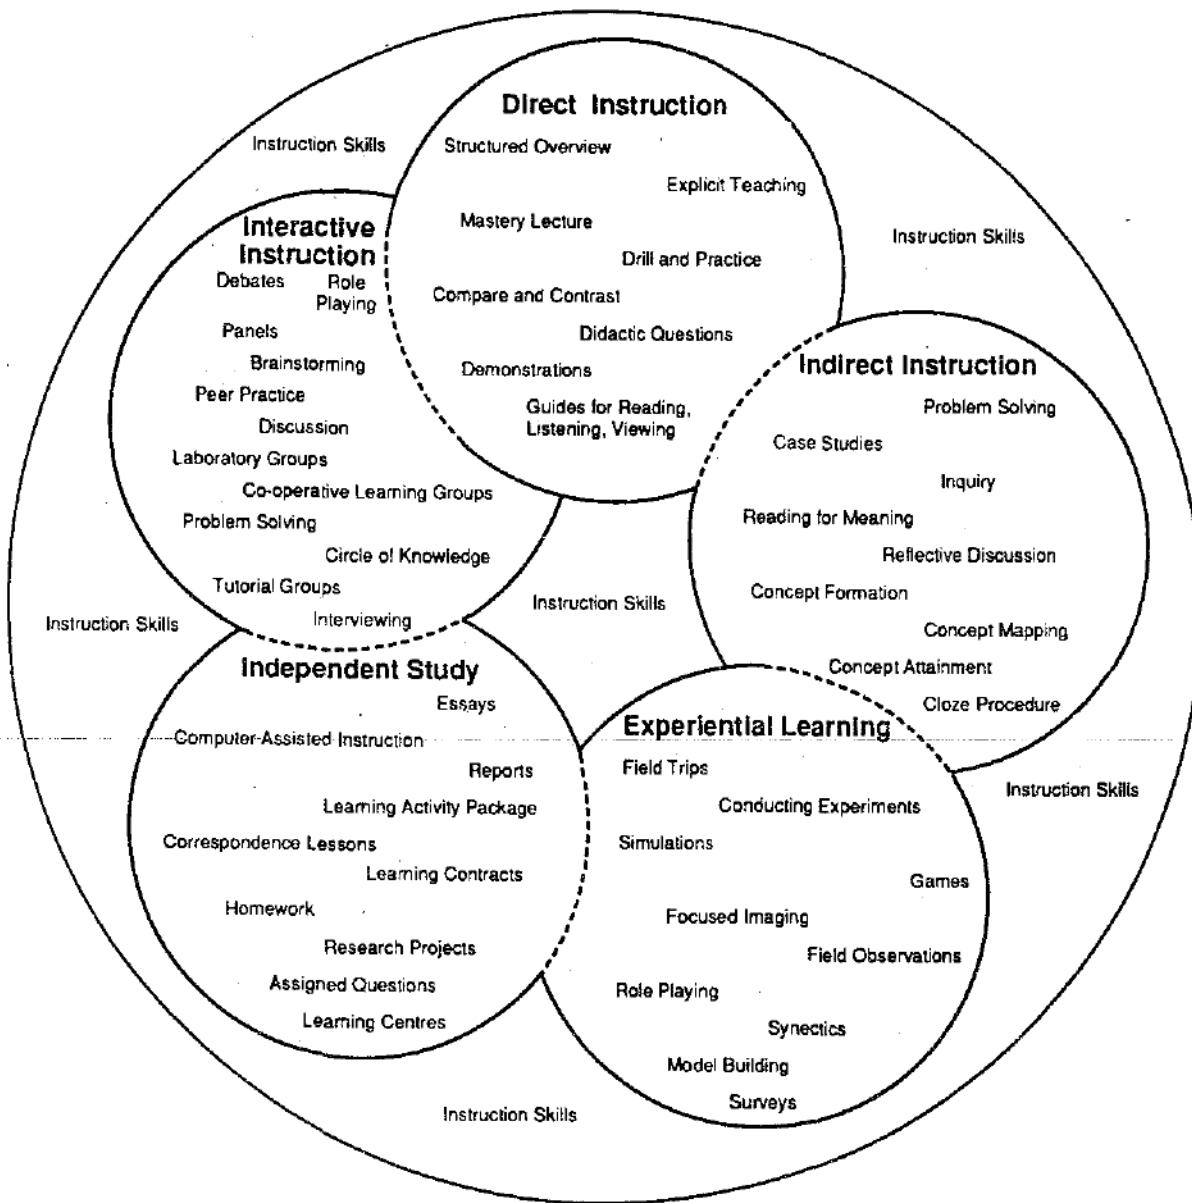 Direct Instruction
Structured Overview
Explicit Teaching
Mastery Lecture
Drill and Practice
Compare and Contrast
Didactic Questions
Demonstrations
Guides for Reading,
Listening, Viewing
Instruction Skills
Instruction Skills
Interactive
Instruction
Debates
Role
Playing
Panels
Brainstorming
Peer Practice
Discussion
Laboratory Groups
Co-operative Learning Groups
Problem Solving
Circle of Knowledge
Tutorial Groups
Interviewing
Indirect Instruction
Problem Solving
Case Studies
Inquiry
Reading for Meaning
Reflective Discussion
Concept Formation
Concept Mapping
Concept Attainment
Cloze Procedure
Instruction Skills
Instruction Skills
Independent Study
Essays
Computer-Assisted Instruction
Reports
Learning Activity Package
Correspondence Lessons
Learning Contracts
Homework
Research Projects
Assigned Questions
Learning Centres
Experiential Learning
Field Trips
Conducting Experiments
Simulations
Games
Focused Imaging
Field Observations
Role Playing
Synectics
Model Building
Surveys
Instruction Skills
Instruction Skills